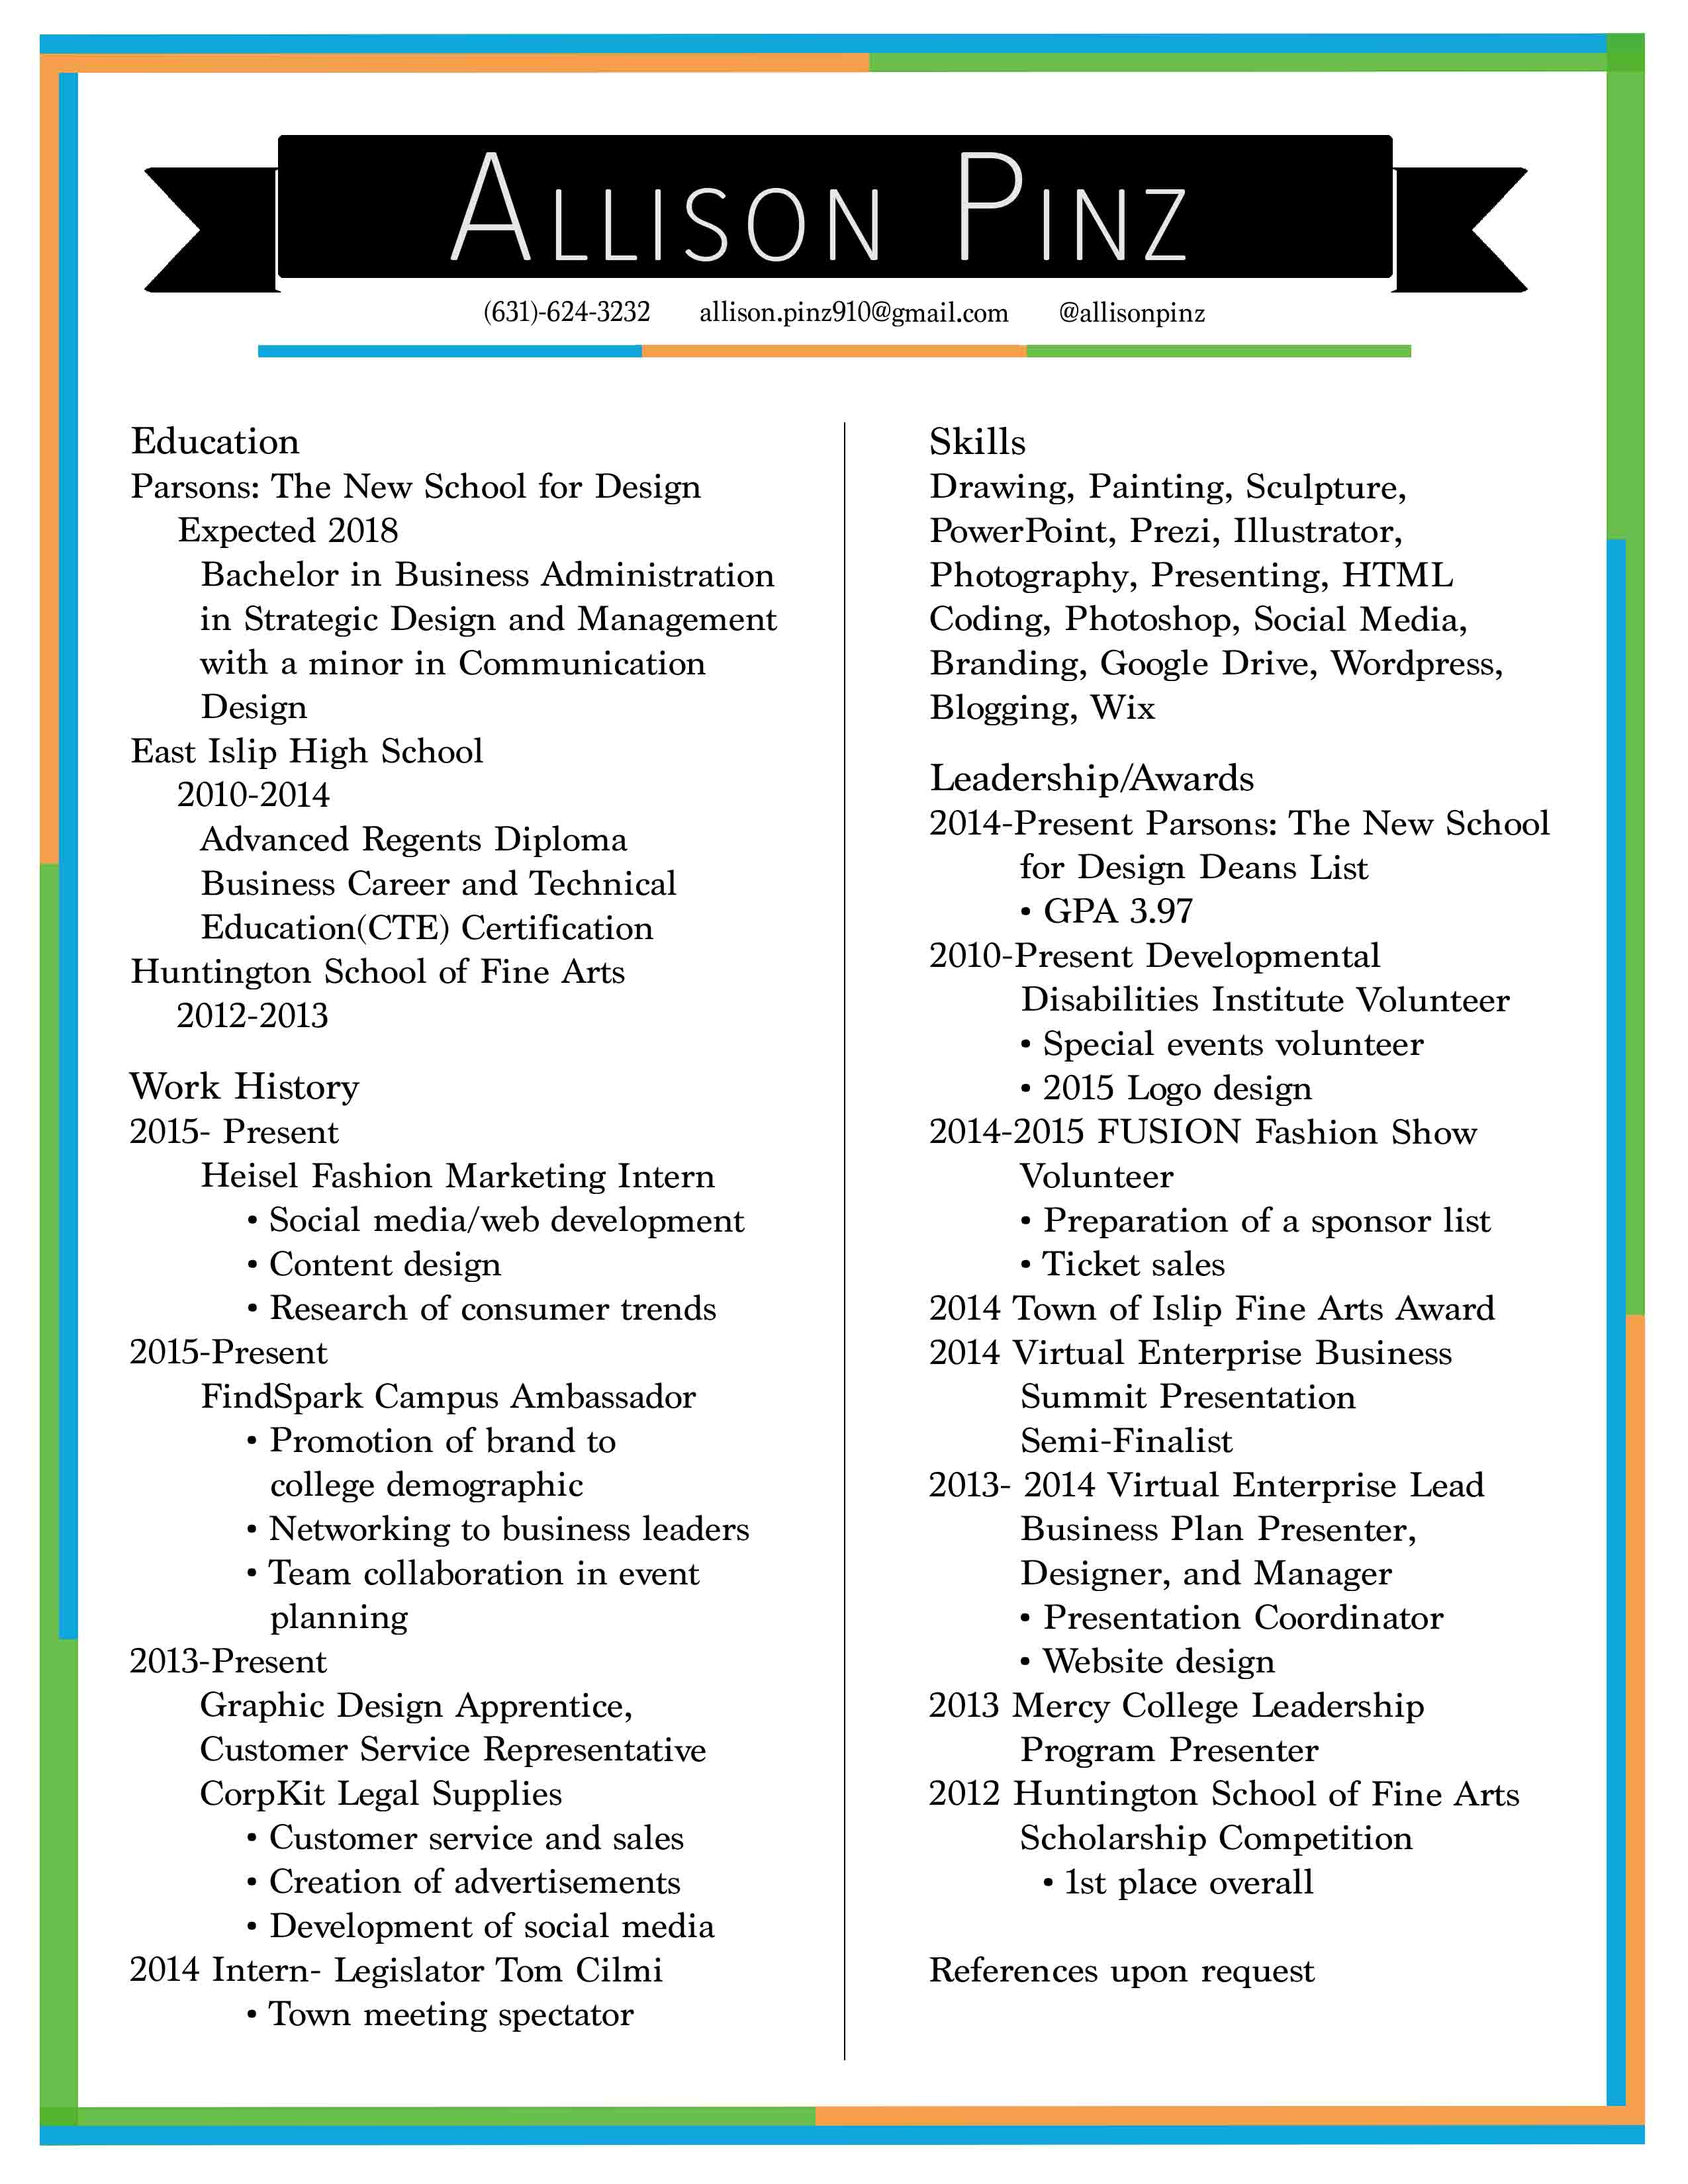 ALLISON PINZ
(631)-624-3232 allison.pinz910@gmail.com @allisonpinz
Education
Parsons: The New School for Design
Expected 2018
Bachelor in Business Administration
in Strategic Design and Management
with a minor in Communication
Design
East Islip High School
2010-2014
Advanced Regents Diploma
Business Career and Technical
Education(CTE) Certification
Huntington School of Fine Arts
2012-2013
Work History
2015- Present
Heisel Fashion Marketing Intern
• Social media/web development
• Content design
• Research of consumer trends
2015-Present
FindSpark Campus Ambassador
• Promotion of brand to
college demographic
• Networking to business leaders
• Team collaboration in event
planning
2013-Present
Graphic Design Apprentice,
Customer Service Representative
CorpKit Legal Supplies
• Customer service and sales
• Creation of advertisements
• Development of social media
2014 Intern- Legislator Tom Cilmi
• Town meeting spectator
Skills
Drawing, Painting, Sculpture,
PowerPoint, Prezi, Illustrator,
Photography, Presenting, HTML
Coding, Photoshop, Social Media,
Branding, Google Drive, Wordpress,
Blogging, Wix
Leadership/Awards
2014-Present Parsons: The New School
for Design Deans List
• GPA 3.97
2010-Present Developmental
Disabilities Institute Volunteer
• Special events volunteer
• 2015 Logo design
2014-2015 FUSION Fashion Show
Volunteer
• Preparation of a sponsor list
• Ticket sales
2014 Town of Islip Fine Arts Award
2014 Virtual Enterprise Business
Summit Presentation
Semi-Finalist
2013- 2014 Virtual Enterprise Lead
Business Plan Presenter,
Designer, and Manager
• Presentation Coordinator
• Website design
2013 Mercy College Leadership
Program Presenter
2012 Huntington School of Fine Arts
Scholarship Competition
• 1st place overall
References upon request